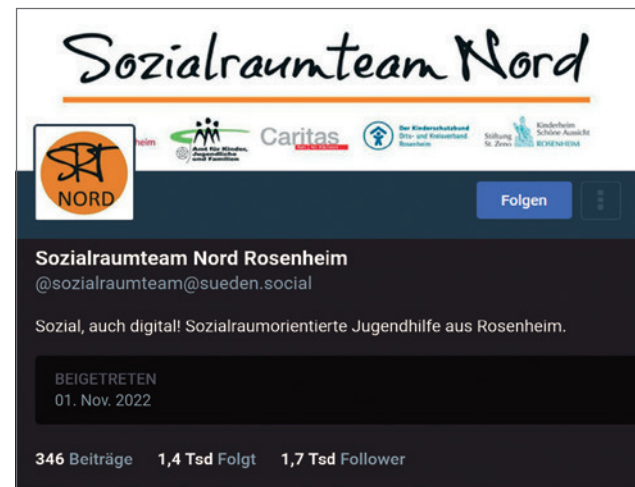 Sozialraumteam Nord
SRT
NORD
heim
Amt für Kinder,
Jugendliche
und Familien
Caritas
Der Kinderschutzbund
Orts- und Kreisverband
Rosenheim
Stiftung
St. Zeno
Kinderheim
Schöne Aussicht
ROSENHEIM
Folgen
Sozialraumteam Nord Rosenheim
@sozialraumteam@sueden.social
Sozial, auch digital! Sozialraumorientierte Jugendhilfe aus Rosenheim.
BEIGETRETEN
01. Nov. 2022
346 Beiträge 1,4 Tsd Folgt 1,7 Tsd Follower